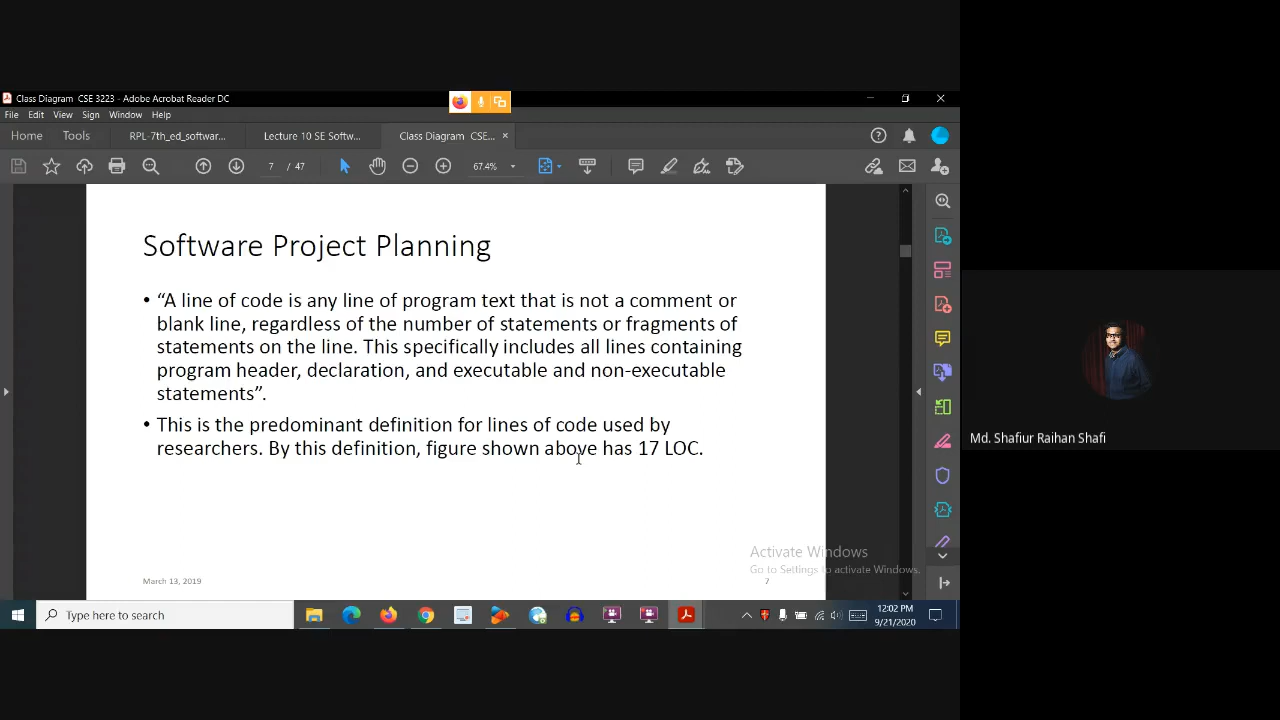 Class Diagram CSE 3223 - Adobe Acrobat Reader DC
File Edit View Sign Window Help
Home Tools RPL-7th_ed_softwar... Lecture 10 SE Softw... Class Diagram CSE... ×
7 / 47 67.4%
Software Project Planning
• “A line of code is any line of program text that is not a comment or
blank line, regardless of the number of statements or fragments of
statements on the line. This specifically includes all lines containing
program header, declaration, and executable and non-executable
statements”.
• This is the predominant definition for lines of code used by
researchers. By this definition, figure shown above has 17 LOC.
Md. Shafiur Raihan Shafi
Activate Windows
Go to Settings to activate Windows.
March 13, 2019 7
Type here to search
12:02 PM
9/21/2020